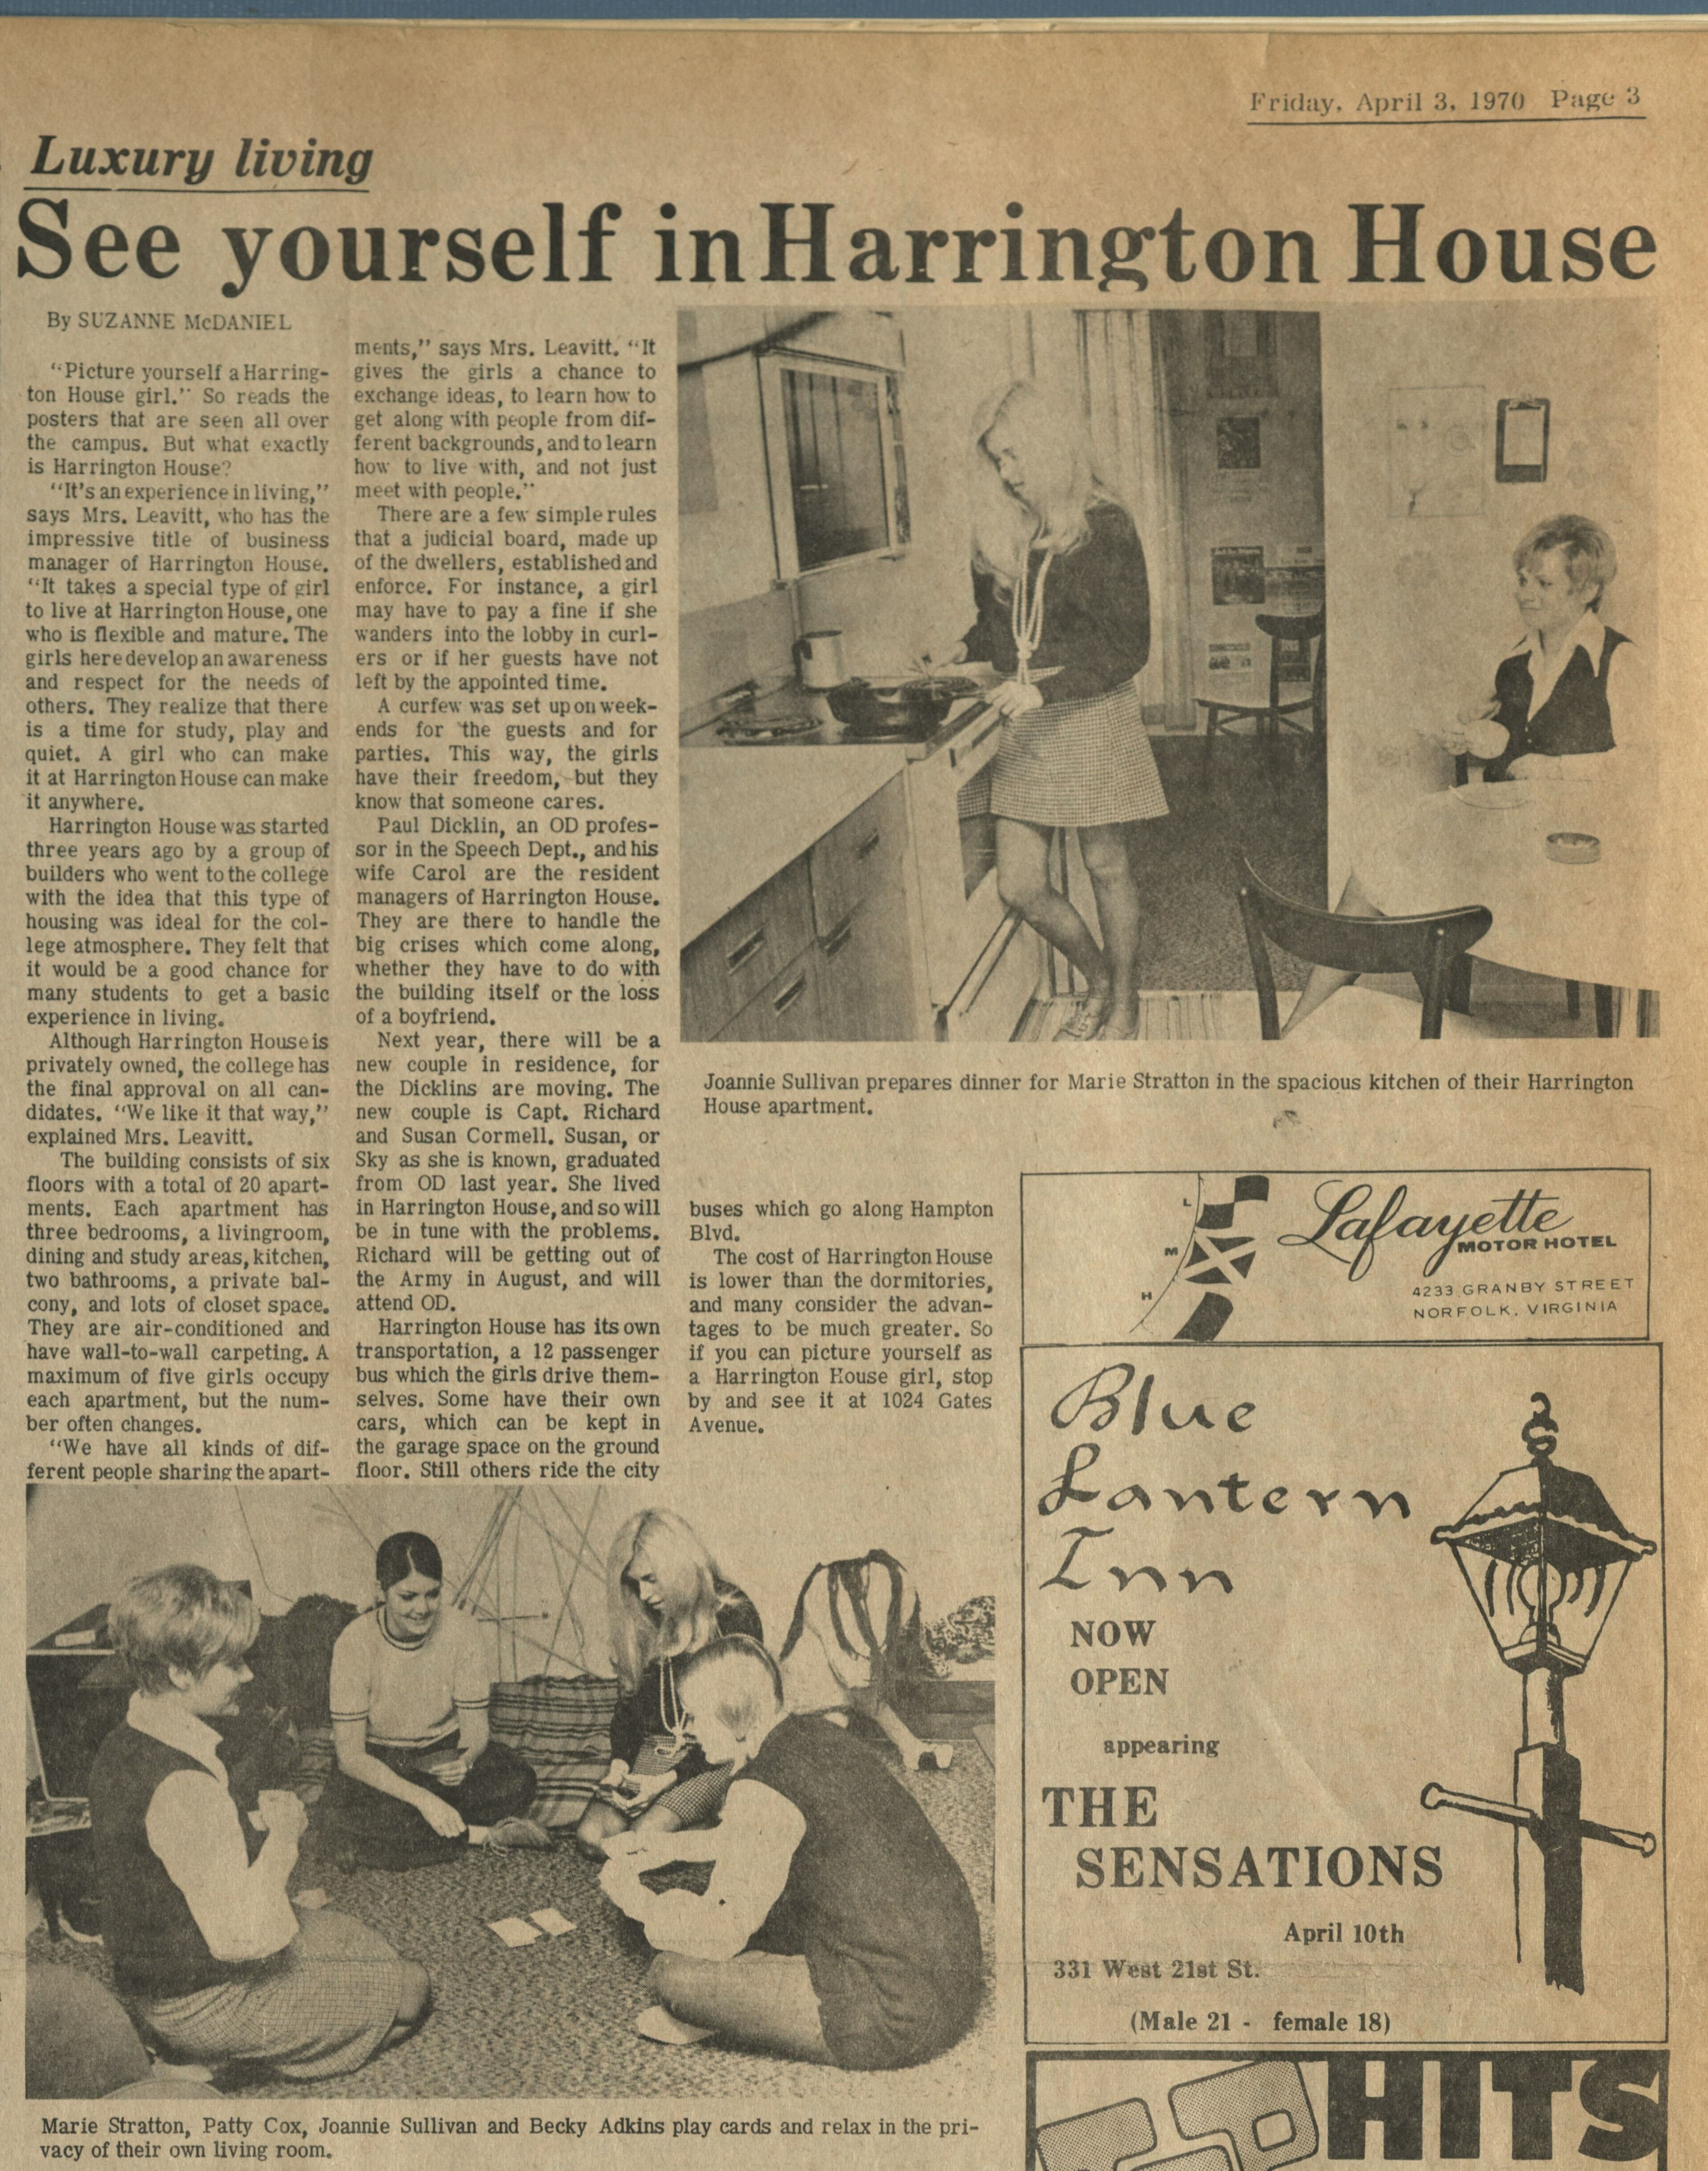 Friday, April 3, 1970 Page 3
Luxury living
See yourself in Harrington House
By SUZANNE McDANIEL
"Picture yourself a Harring-
ton House girl." So reads the
posters that are seen all over
the campus. But what exactly
is Harrington House?
"It's an experience in living,"
says Mrs. Leavitt, who has the
impressive title of business
manager of Harrington House.
"It takes a special type of girl
to live at Harrington House, one
who is flexible and mature. The
girls here develop an awareness
and respect for the needs of
others. They realize that there
is a time for study, play and
quiet. A girl who can make
it at Harrington House can make
it anywhere.
Harrington House was started
three years ago by a group of
builders who went to the college
with the idea that this type of
housing was ideal for the col-
lege atmosphere. They felt that
it would be a good chance for
many students to get a basic
experience in living.
Although Harrington House is
privately owned, the college has
the final approval on all can-
didates. "We like it that way,"
explained Mrs. Leavitt.
The building consists of six
floors with a total of 20 apart-
ments. Each apartment has
three bedrooms, a livingroom,
dining and study areas, kitchen,
two bathrooms, a private bal-
cony, and lots of closet space.
They are air-conditioned and
have wall-to-wall carpeting. A
maximum of five girls occupy
each apartment, but the num-
ber often changes.
"We have all kinds of dif-
ferent people sharing the apart-
ments," says Mrs. Leavitt. "It
gives the girls a chance to
exchange ideas, to learn how to
get along with people from dif-
ferent backgrounds, and to learn
how to live with, and not just
meet with people."
There are a few simple rules
that a judicial board, made up
of the dwellers, established and
enforce. For instance, a girl
may have to pay a fine if she
wanders into the lobby in curl-
ers or if her guests have not
left by the appointed time.
A curfew was set up on week-
ends for the guests and for
parties. This way, the girls
have their freedom, but they
know that someone cares.
Paul Dicklin, an OD profes-
sor in the Speech Dept., and his
wife Carol are the resident
managers of Harrington House.
They are there to handle the
big crises which come along,
whether they have to do with
the building itself or the loss
of a boyfriend.
Next year, there will be a
new couple in residence, for
the Dicklins are moving. The
new couple is Capt. Richard
and Susan Cormell. Susan, or
Sky as she is known, graduated
from OD last year. She lived
in Harrington House, and so will
be in tune with the problems.
Richard will be getting out of
the Army in August, and will
attend OD.
Harrington House has its own
transportation, a 12 passenger
bus which the girls drive them-
selves. Some have their own
cars, which can be kept in
the garage space on the ground
floor. Still others ride the city
buses which go along Hampton
Blvd.
The cost of Harrington House
is lower than the dormitories,
and many consider the advan-
tages to be much greater. So
if you can picture yourself as
a Harrington House girl, stop
by and see it at 1024 Gates
Avenue.
Joannie Sullivan prepares dinner for Marie Stratton in the spacious kitchen of their Harrington
House apartment.
Marie Stratton, Patty Cox, Joannie Sullivan and Becky Adkins play cards and relax in the pri-
vacy of their own living room.
L
M
H
Lafayette
MOTOR HOTEL
4233 GRANBY STREET
NORFOLK, VIRGINIA
Blue
Lantern
Inn
NOW
OPEN
appearing
THE
SENSATIONS
April 10th
331 West 21st St.
(Male 21 - female 18)
HITS